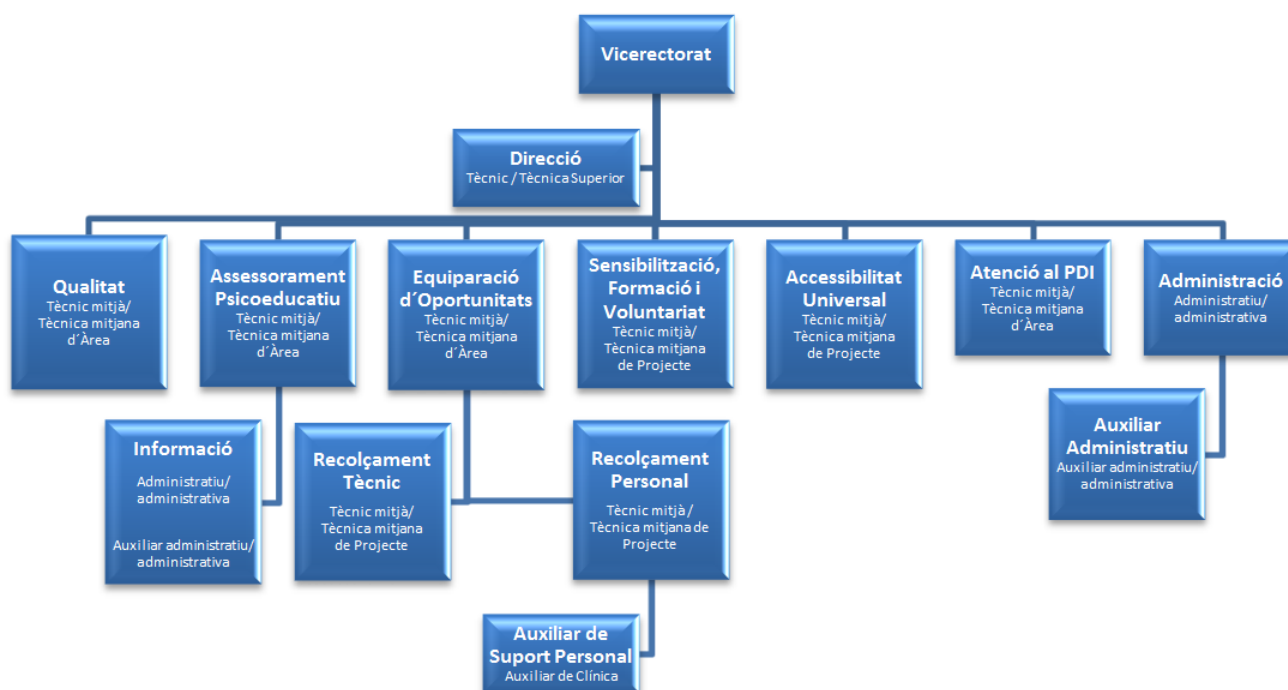 Vicerectorat
Direcció
Tècnic / Tècnica Superior
Qualitat
Tècnic mitjà/
Tècnica mitjana
d´Àrea
Assessorament
Psicoeducatiu
Tècnic mitjà/
Tècnica mitjana
d´Àrea
Equiparació
d´Oportunitats
Tècnic mitjà/
Tècnica mitjana
d´Àrea
Sensibilització,
Formació i
Voluntariat
Tècnic mitjà/
Tècnica mitjana
de Projecte
Accessibilitat
Universal
Tècnic mitjà/
Tècnica mitjana
de Projecte
Atenció al PDI
Tècnic mitjà/
Tècnica mitjana
d´Àrea
Administració
Administratiu/
administrativa
Informació
Administratiu/
administrativa
Auxiliar administratiu/
administrativa
Recolçament
Tècnic
Tècnic mitjà/
Tècnica mitjana
de Projecte
Recolçament
Personal
Tècnic mitjà /
Tècnica mitjana de
Projecte
Auxiliar
Administratiu
Auxiliar administratiu/
administrativa
Auxiliar de
Suport Personal
Auxiliar de Clínica